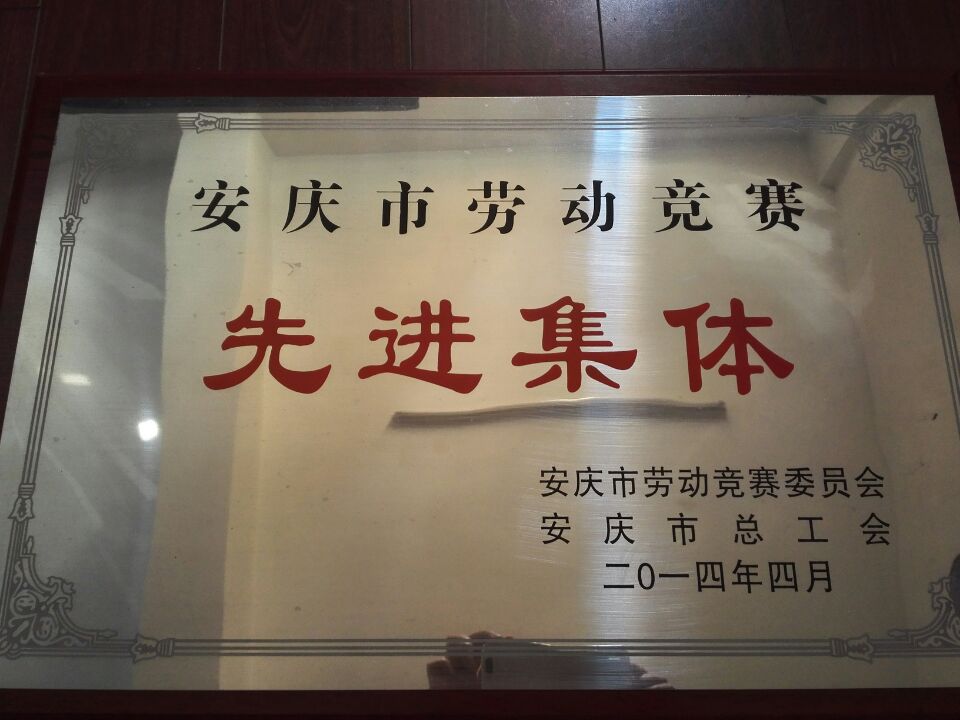 安庆市劳动竞赛
先进集体
安庆市劳动竞赛委员会
安庆市总工会
二0一四年四月